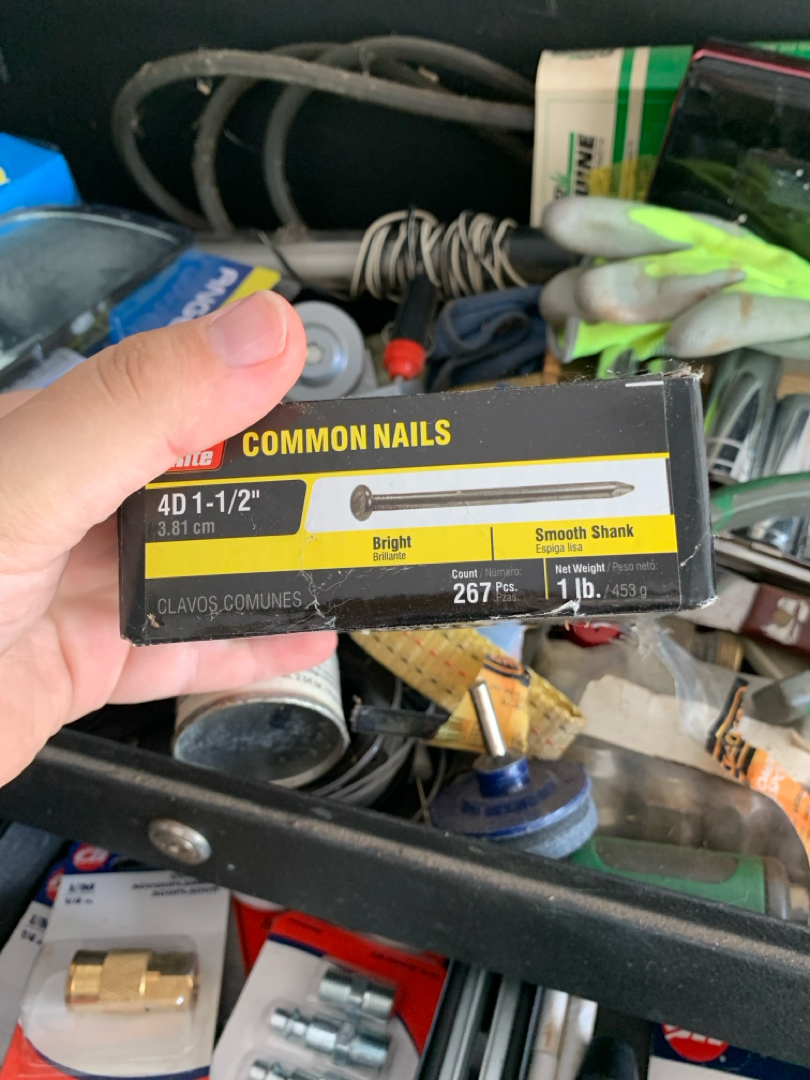 COMMON NAILS
4D 1-1/2"
3.81 cm
Bright
Brillante
Smooth Shank
Espiga lisa
CLAVOS COMUNES
Count / Número:
267 Pcs.
Pzas.
Net Weight / Peso neto:
1 lb. / 453 g